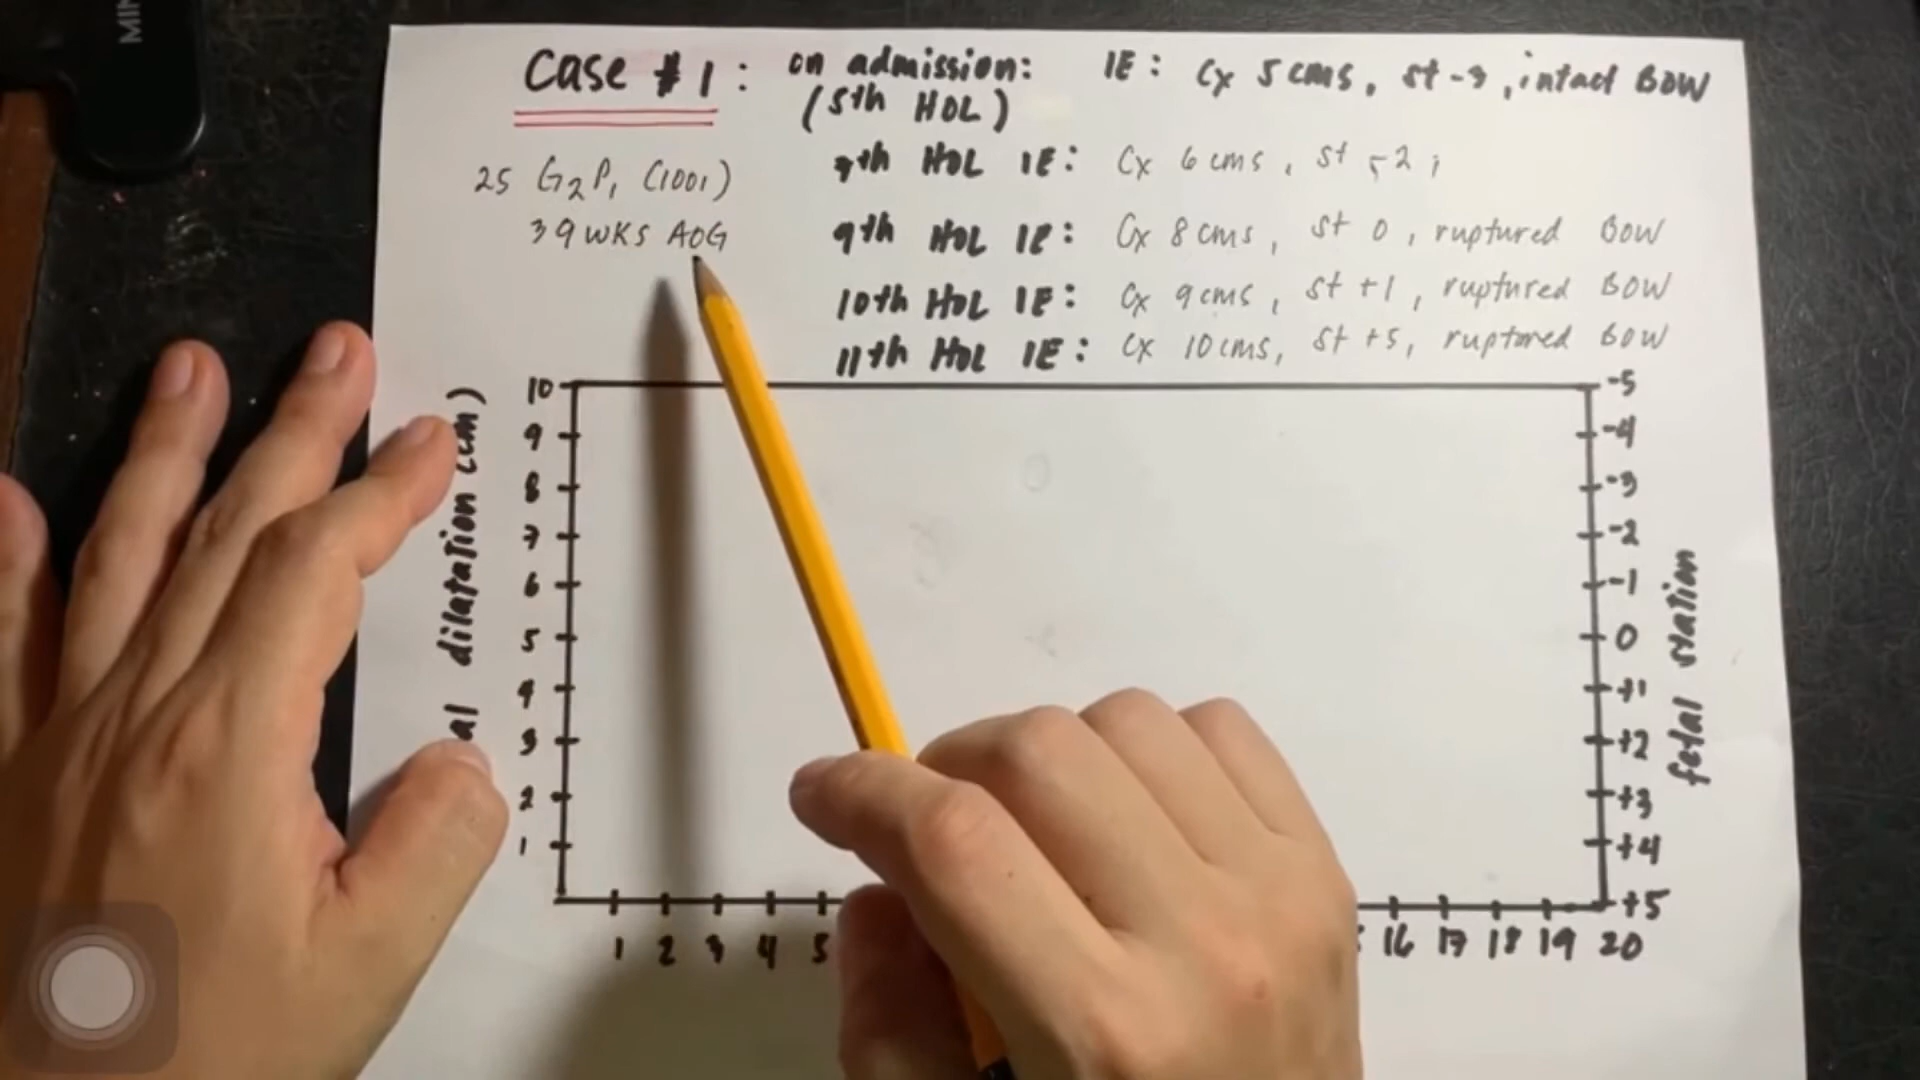 MIN
Case #1: on admission: IE: Cx 5 cms, st -3, intact BOW
(5th HOL)
25 G2P1 (1001)
39 WKS AOG
7th HOL IE: Cx 6 cms, st -2;
9th HOL IE: Cx 8 cms, st 0, ruptured BOW
10th HOL IE: Cx 9 cms, st +1, ruptured BOW
11th HOL IE: Cx 10 cms, st +5, ruptured BOW
al dilatation (cm)
10
9
8
7
6
5
4
3
2
1
1 2 3 4 5 16 17 18 19 20
-5
-4
-3
-2
-1
0
+1
+2
+3
+4
+5
fetal station